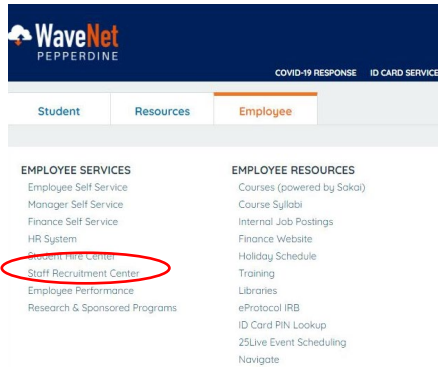 WaveNet
PEPPERDINE
COVID-19 RESPONSE ID CARD SERVICE
Student Resources Employee
EMPLOYEE SERVICES
Employee Self Service
Manager Self Service
Finance Self Service
HR System
Student Hire Center
Staff Recruitment Center
Employee Performance
Research & Sponsored Programs
EMPLOYEE RESOURCES
Courses (powered by Sakai)
Course Syllabi
Internal Job Postings
Finance Website
Holiday Schedule
Training
Libraries
eProtocol IRB
ID Card PIN Lookup
25Live Event Scheduling
Navigate